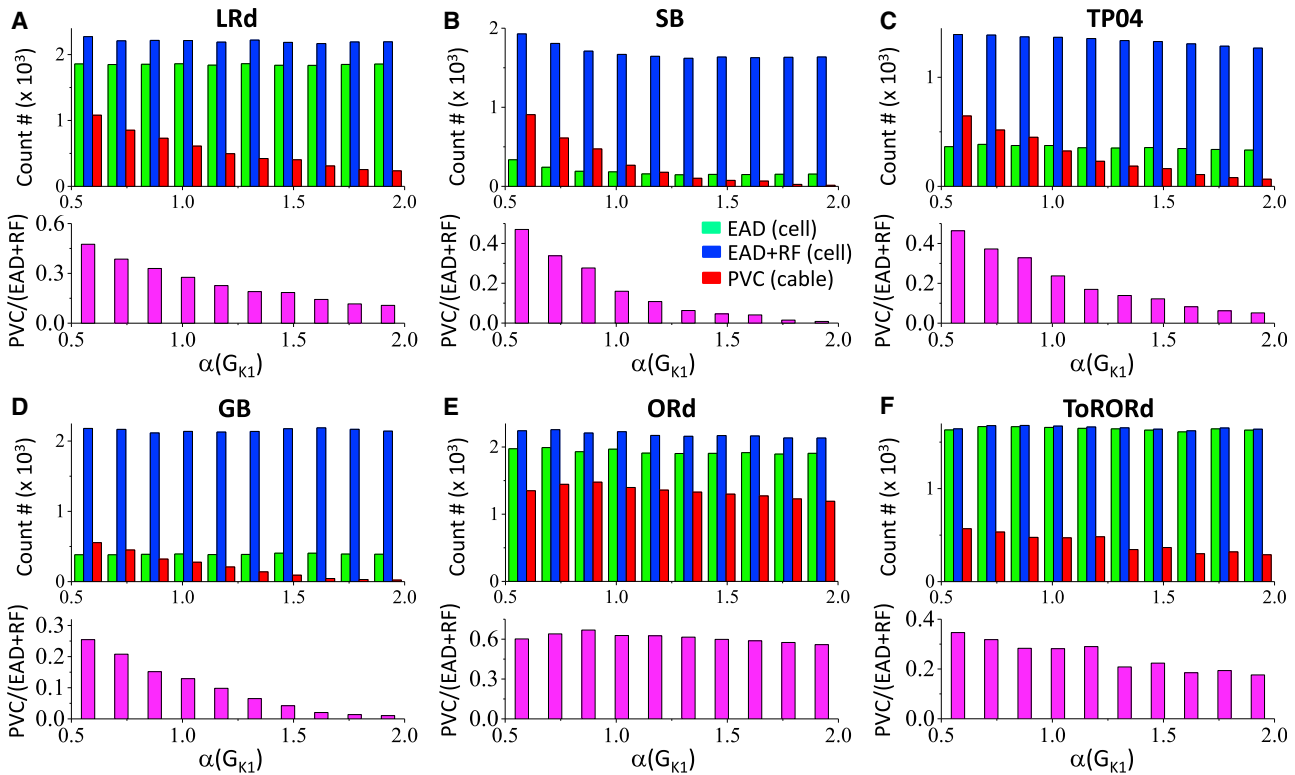 A LRd
Count # (x 10³)
2
1
0
0.5 1.0 1.5 2.0
PVC/(EAD+RF)
0.6
0.3
0.0
0.5 1.0 1.5 2.0
α(G_K1)
B SB
Count # (x 10³)
2
1
0
0.5 1.0 1.5 2.0
PVC/(EAD+RF)
0.4
0.2
0.0
EAD (cell)
EAD+RF (cell)
PVC (cable)
0.5 1.0 1.5 2.0
α(G_K1)
C TP04
Count # (x 10³)
1
0
0.5 1.0 1.5 2.0
PVC/(EAD+RF)
0.4
0.2
0.0
0.5 1.0 1.5 2.0
α(G_K1)
D GB
Count # (x 10³)
2
1
0
0.5 1.0 1.5 2.0
PVC/(EAD+RF)
0.3
0.2
0.1
0.0
0.5 1.0 1.5 2.0
α(G_K1)
E ORd
Count # (x 10³)
2
1
0
0.5 1.0 1.5 2.0
PVC/(EAD+RF)
0.6
0.3
0.0
0.5 1.0 1.5 2.0
α(G_K1)
F ToRORd
Count # (x 10³)
1
0
0.5 1.0 1.5 2.0
PVC/(EAD+RF)
0.4
0.2
0.0
0.5 1.0 1.5 2.0
α(G_K1)